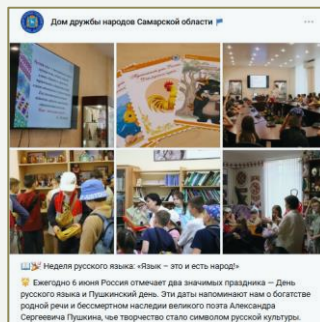 Дом дружбы народов Самарской области
Неделя русского языка: «Язык – это и есть народ!»
Ежегодно 6 июня Россия отмечает два значимых праздника — День
русского языка и Пушкинский день. Эти даты напоминают нам о богатстве
родной речи и бессмертном наследии великого поэта Александра
Сергеевича Пушкина, чье творчество стало символом русской культуры.